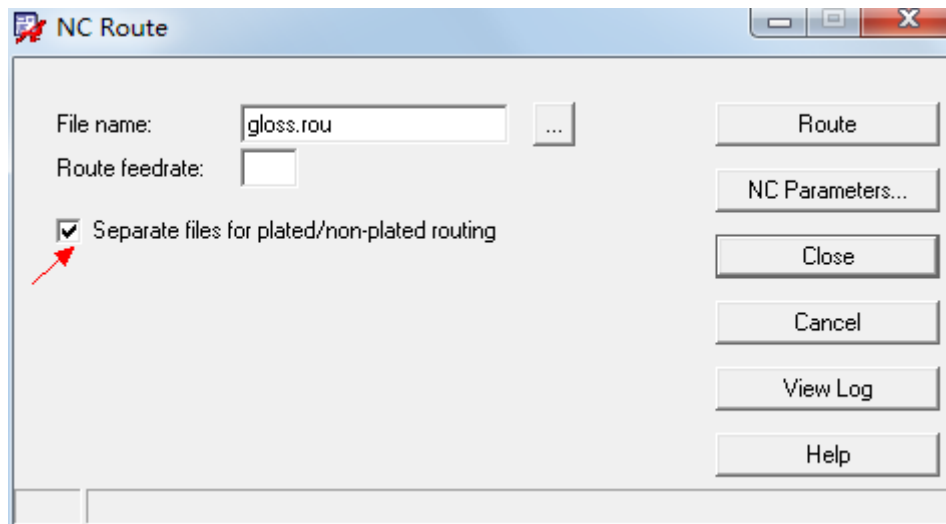 NC Route
File name: gloss.rou ... Route
Route feedrate:
NC Parameters...
Separate files for plated/non-plated routing
Close
Cancel
View Log
Help